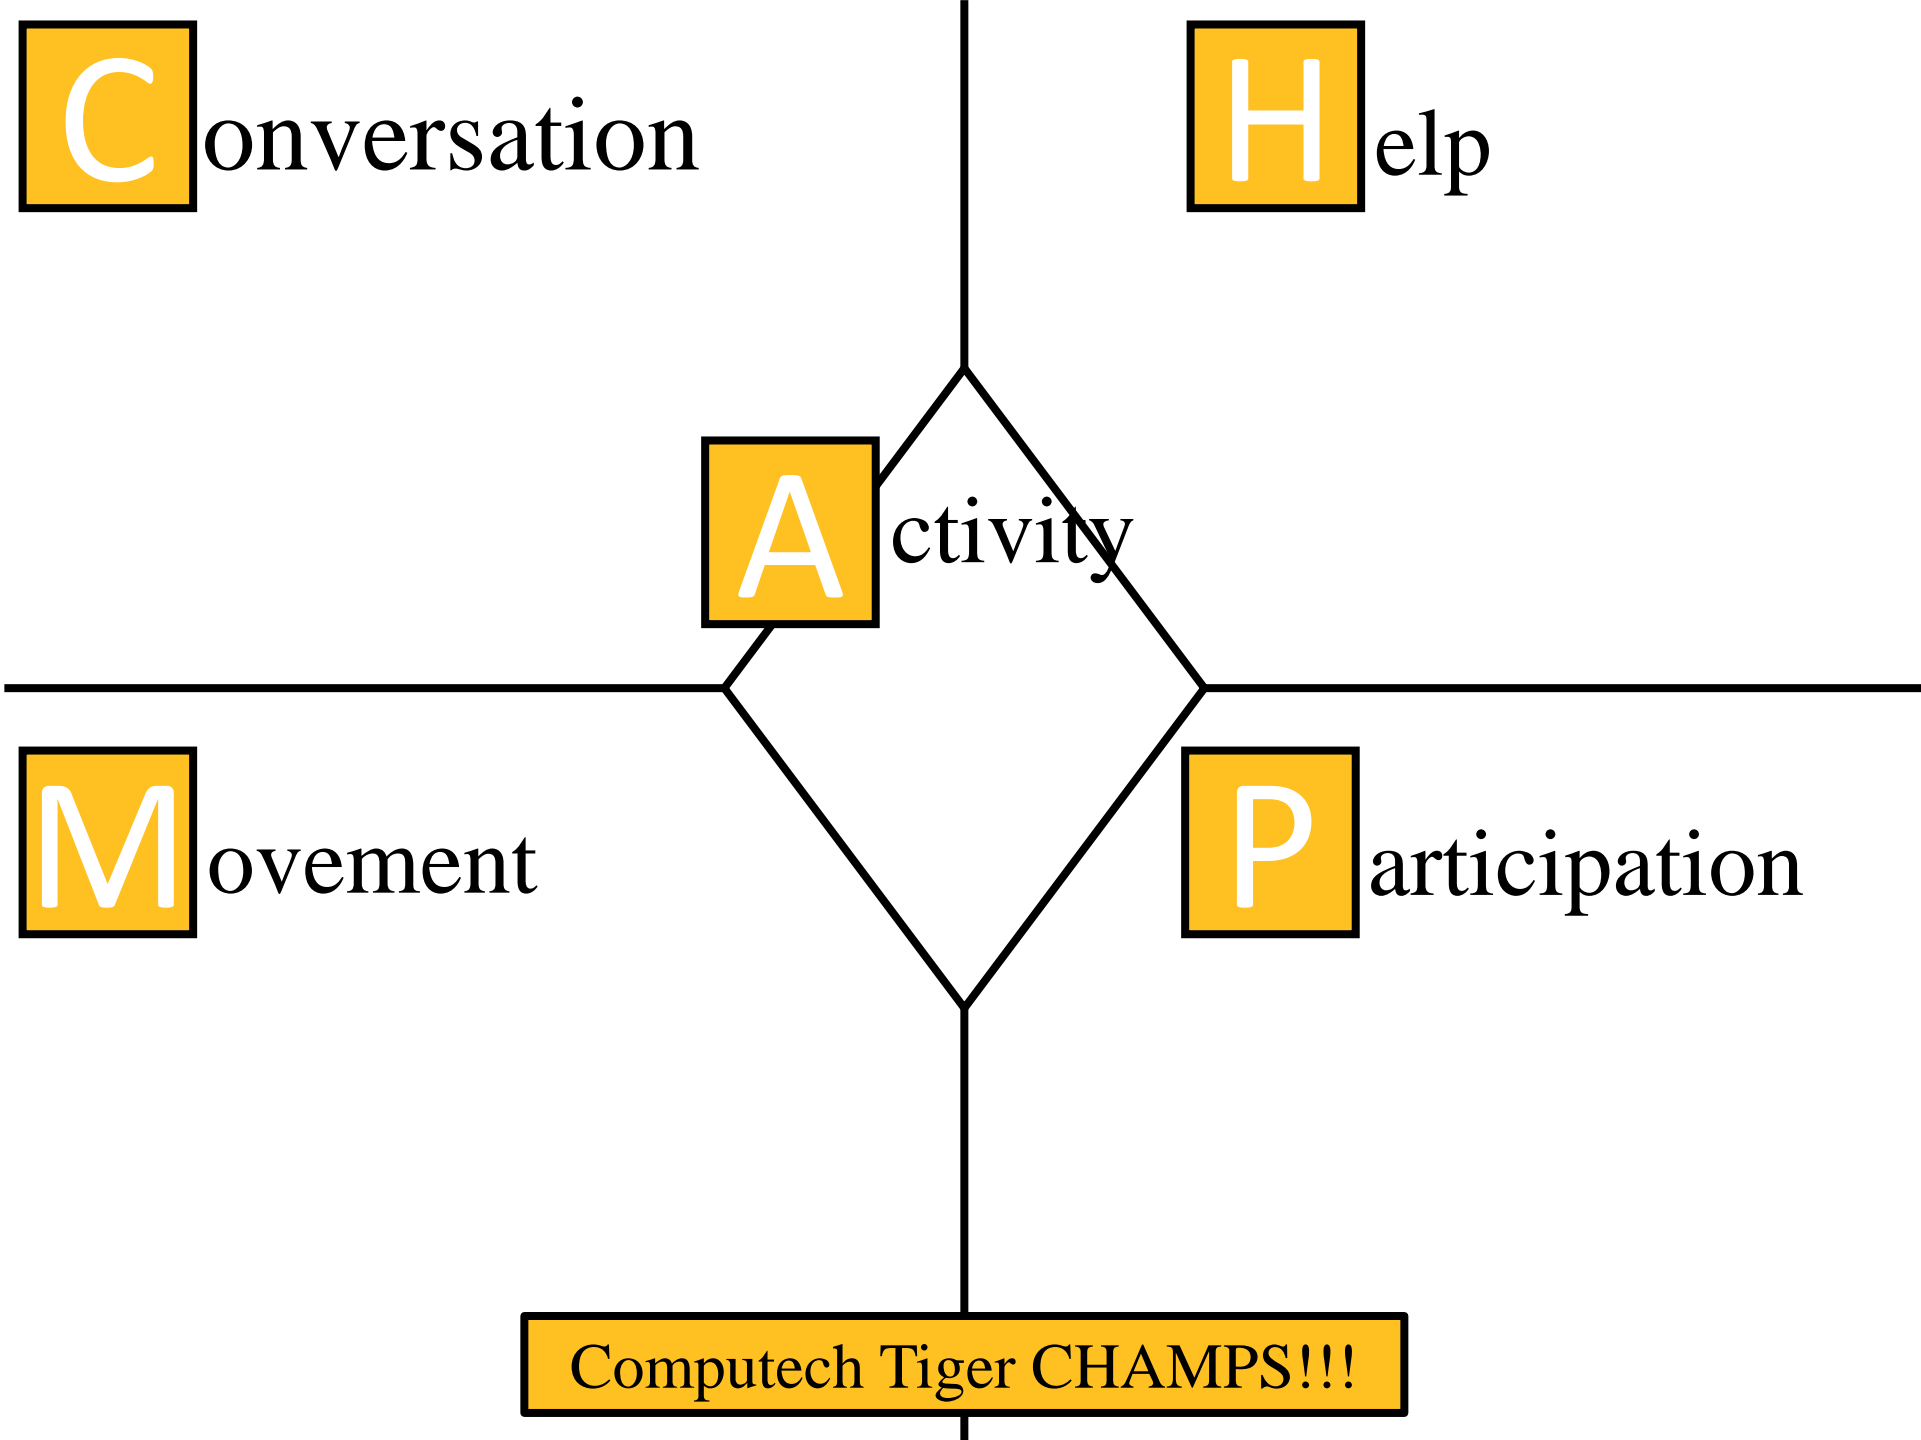 Conversation
Help
Activity
Movement
Participation
Computech Tiger CHAMPS!!!